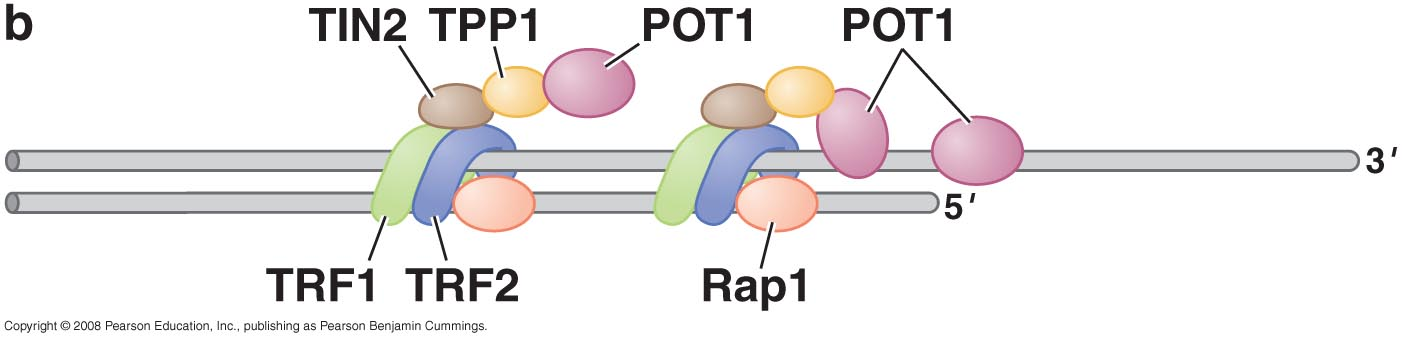 b
TIN2 TPP1 POT1 POT1
3′
5′
TRF1 TRF2 Rap1
Copyright © 2008 Pearson Education, Inc., publishing as Pearson Benjamin Cummings.